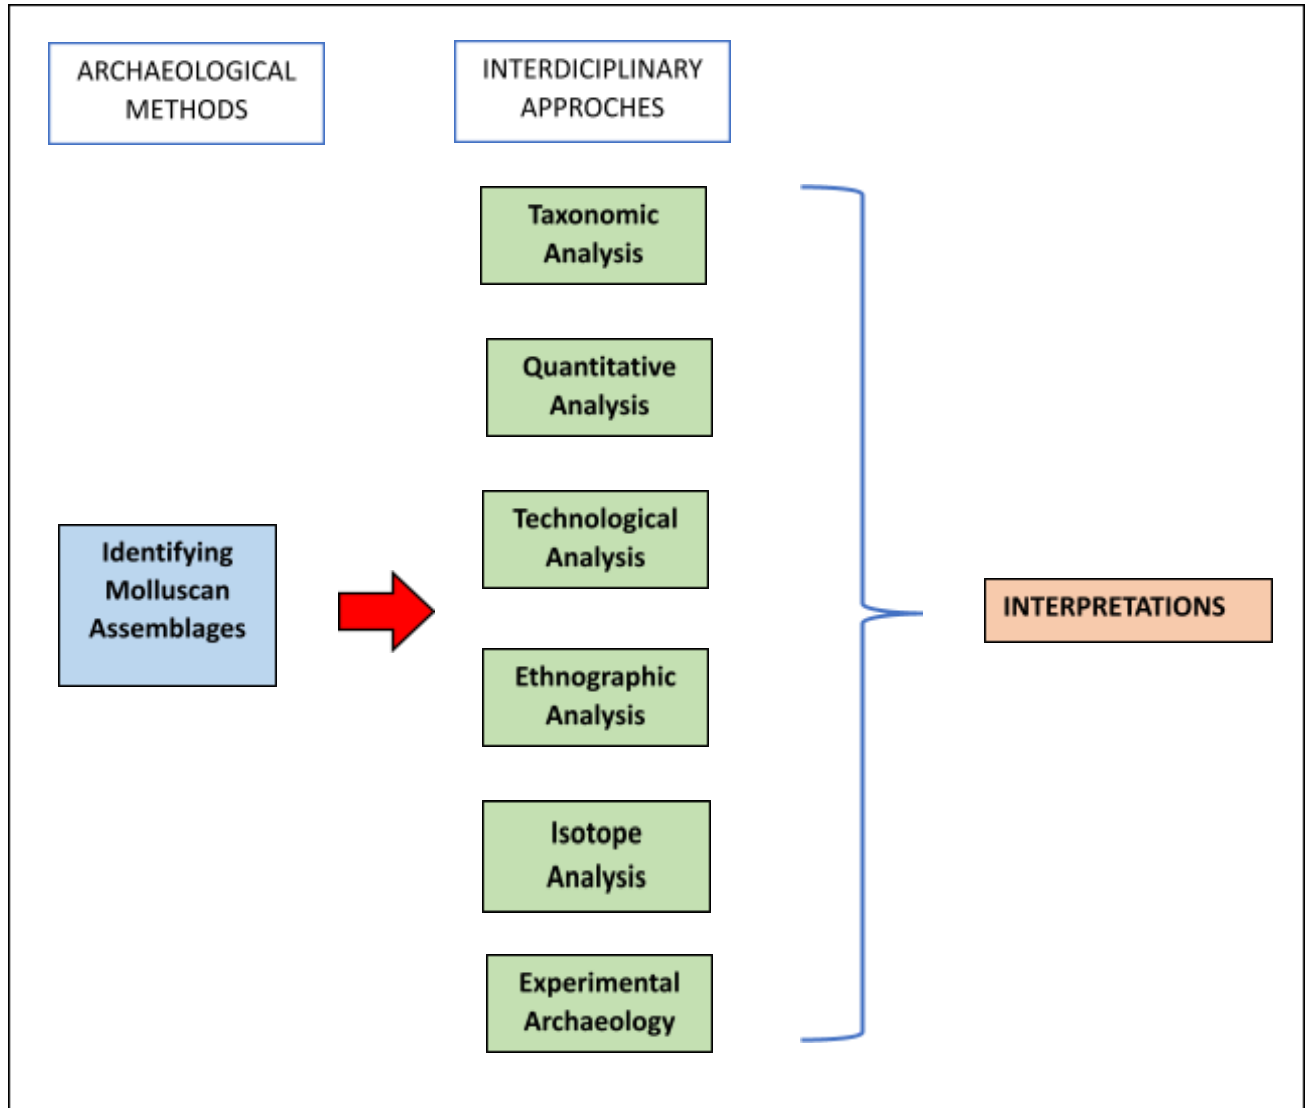 ARCHAEOLOGICAL
METHODS
INTERDICIPLINARY
APPROCHES
Taxonomic
Analysis
Quantitative
Analysis
Technological
Analysis
Identifying
Molluscan
Assemblages
INTERPRETATIONS
Ethnographic
Analysis
Isotope
Analysis
Experimental
Archaeology